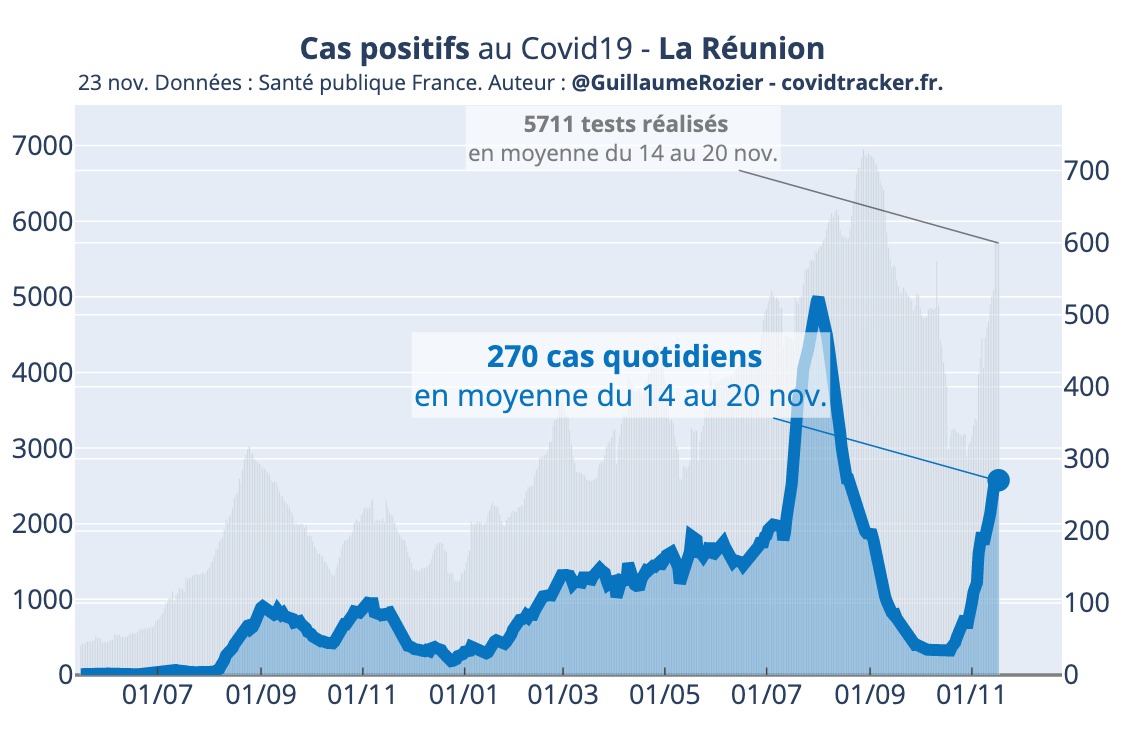 Cas positifs au Covid19 - La Réunion
23 nov. Données : Santé publique France. Auteur : @GuillaumeRozier - covidtracker.fr.
5711 tests réalisés
en moyenne du 14 au 20 nov.
270 cas quotidiens
en moyenne du 14 au 20 nov.
7000
6000
5000
4000
3000
2000
1000
0
700
600
500
400
300
200
100
0
01/07 01/09 01/11 01/01 01/03 01/05 01/07 01/09 01/11